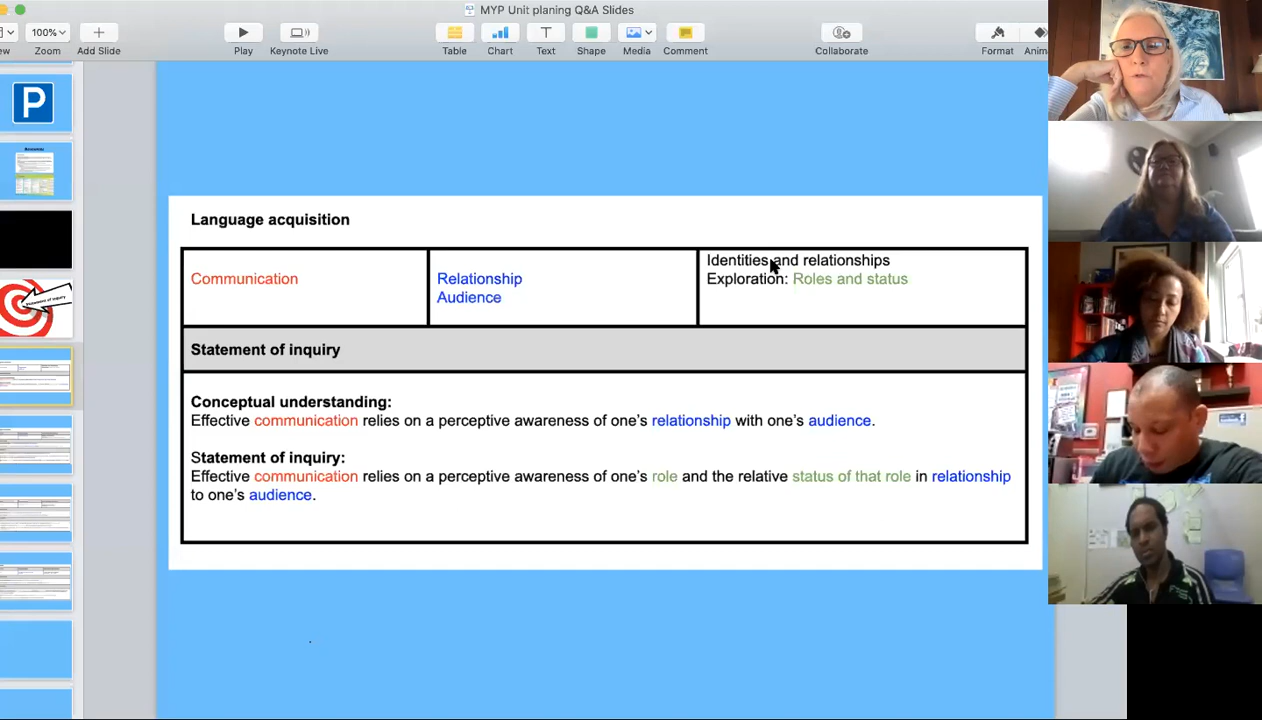 MYP Unit planing Q&A Slides
100%
Zoom
Add Slide
Play
Keynote Live
Table
Chart
Text
Shape
Media
Comment
Collaborate
Format
P
Language acquisition
Communication
Relationship
Audience
Identities and relationships
Exploration: Roles and status
Statement of inquiry
Conceptual understanding:
Effective communication relies on a perceptive awareness of one's relationship with one's audience.
Statement of inquiry:
Effective communication relies on a perceptive awareness of one's role and the relative status of that role in relationship
to one's audience.